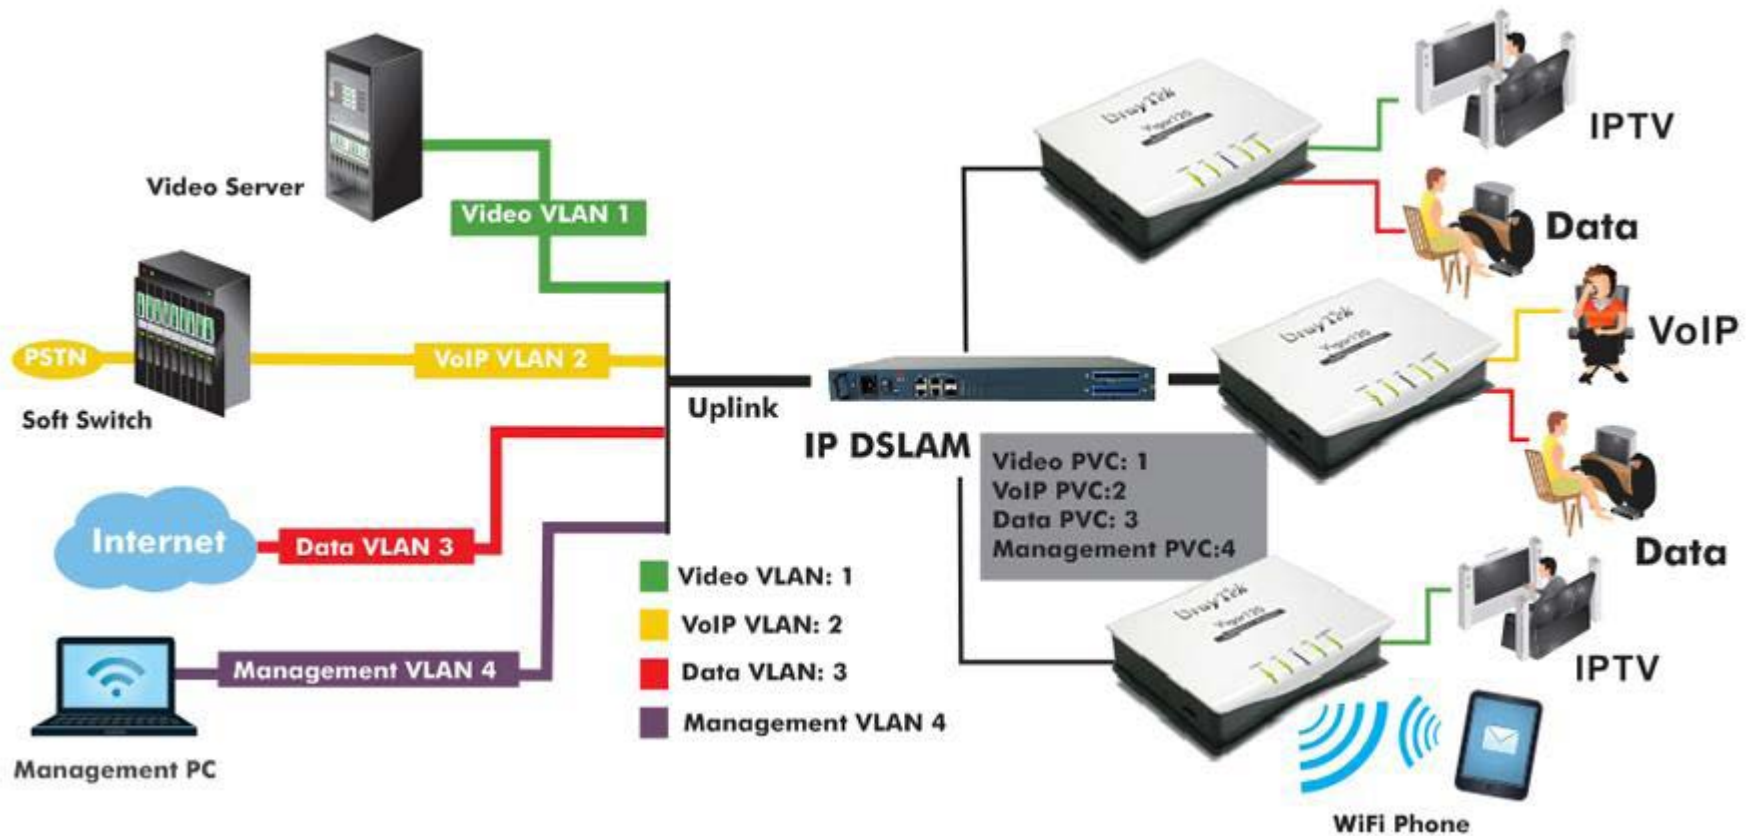 Video Server
Video VLAN 1
PSTN
VoIP VLAN 2
Soft Switch
Internet
Data VLAN 3
Management VLAN 4
Management PC
Uplink
IP DSLAM
Video PVC: 1
VoIP PVC:2
Data PVC: 3
Management PVC:4
Video VLAN: 1
VoIP VLAN: 2
Data VLAN: 3
Management VLAN 4
DrayTek
Vigor120
IPTV
Data
DrayTek
Vigor120
VoIP
Data
DrayTek
Vigor120
IPTV
WiFi Phone